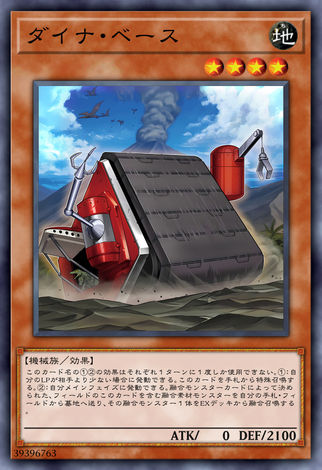 ダイナ・ベース
地
ち
【機械族/効果】
このカード名の①②の効果はそれぞれ1ターンに1度しか使用できない。①:自
分のLPが相手より少ない場合に発動できる。このカードを手札から特殊召喚す
る。②:自分メインフェイズに発動できる。融合モンスターカードによって決めら
れた、フィールドのこのカードを含む融合素材モンスターを自分の手札・フィ
ールドから墓地へ送り、その融合モンスター1体をEXデッキから融合召喚する
。
ATK/ 0 DEF/2100
39396763